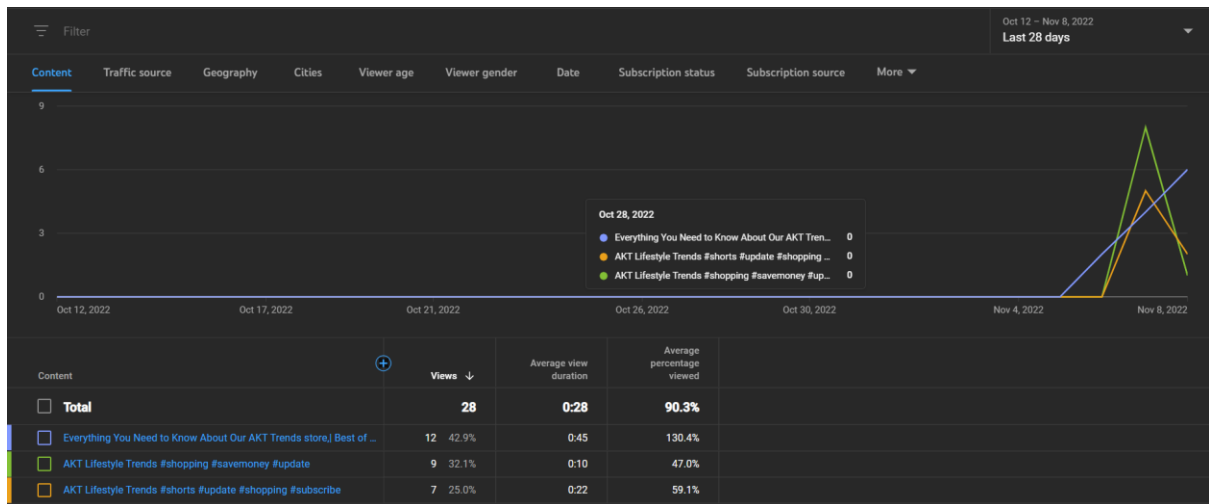 Filter
Oct 12 – Nov 8, 2022
Last 28 days
Content Traffic source Geography Cities Viewer age Viewer gender Date Subscription status Subscription source More
9
6
3
0
Oct 28, 2022
Everything You Need to Know About Our AKT Tren... 0
AKT Lifestyle Trends #shorts #update #shopping ... 0
AKT Lifestyle Trends #shopping #savemoney #up... 0
Oct 12, 2022 Oct 17, 2022 Oct 21, 2022 Oct 26, 2022 Oct 30, 2022 Nov 4, 2022 Nov 8, 2022
Content
Views
Average view
duration
Average
percentage
viewed
Total 28 0:28 90.3%
Everything You Need to Know About Our AKT Trends store,| Best of ... 12 42.9% 0:45 130.4%
AKT Lifestyle Trends #shopping #savemoney #update 9 32.1% 0:10 47.0%
AKT Lifestyle Trends #shorts #update #shopping #subscribe 7 25.0% 0:22 59.1%